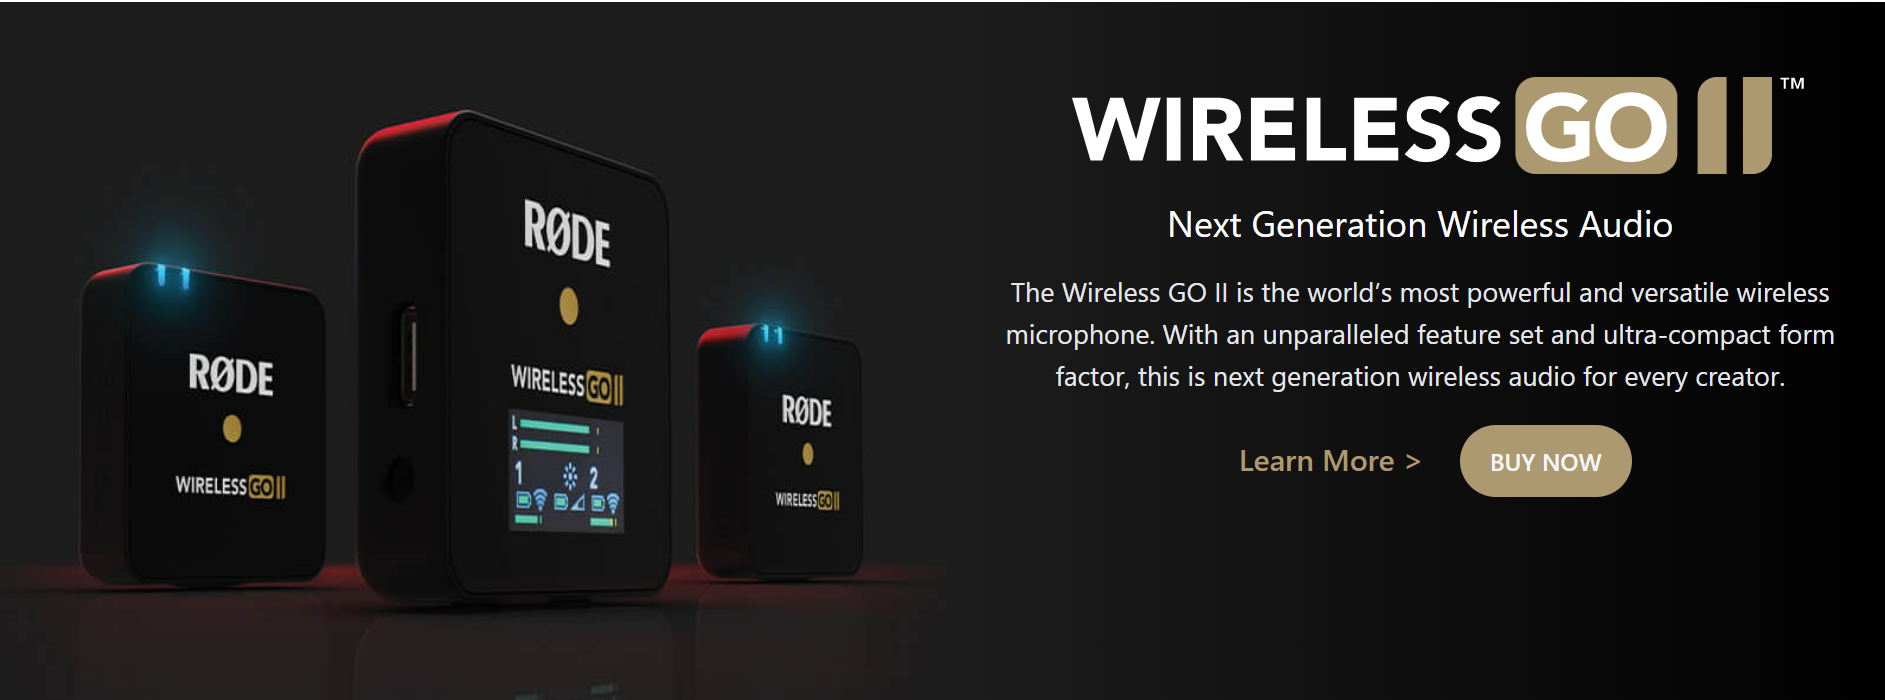 WIRELESS GO II™
Next Generation Wireless Audio
The Wireless GO II is the world’s most powerful and versatile wireless
microphone. With an unparalleled feature set and ultra-compact form
factor, this is next generation wireless audio for every creator.
Learn More >
BUY NOW
RØDE
WIRELESS GO II
RØDE
WIRELESS GO II
L
R
1 2
RØDE
WIRELESS GO II